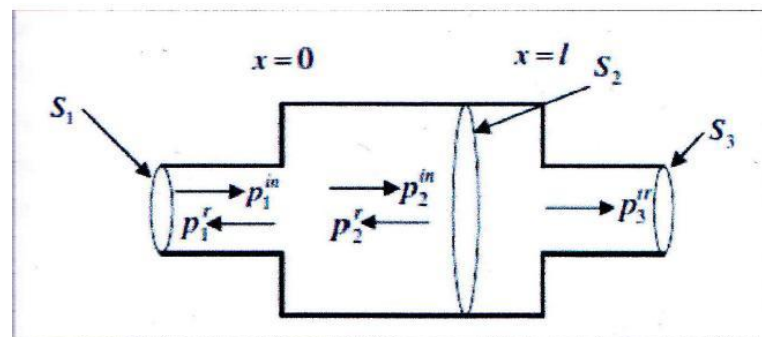 x = 0
x = l
S₂
S₁
S₃
p₁ⁱⁿ
p₂ⁱⁿ
p₃ᵗʳ
p₁ʳ
p₂ʳ